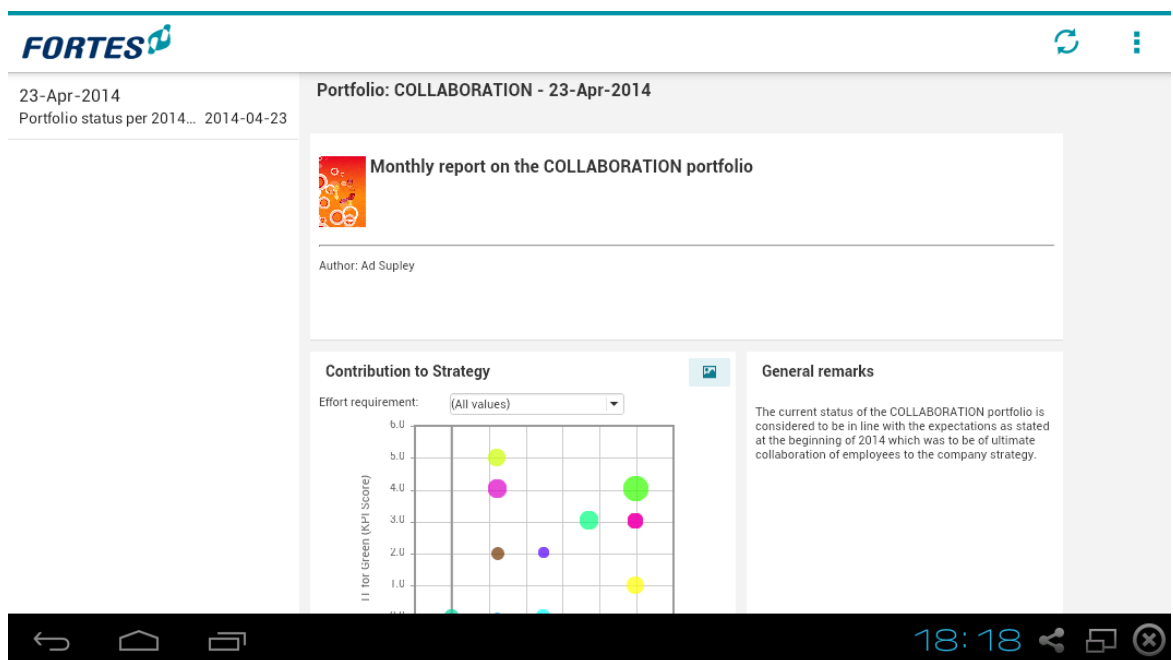 FORTES
23-Apr-2014
Portfolio status per 2014... 2014-04-23
Portfolio: COLLABORATION - 23-Apr-2014
Monthly report on the COLLABORATION portfolio
Author: Ad Supley
Contribution to Strategy
Effort requirement: (All values)
6.0
5.0
4.0
3.0
2.0
1.0
for Green (KPI Score)
General remarks
The current status of the COLLABORATION portfolio is
considered to be in line with the expectations as stated
at the beginning of 2014 which was to be of ultimate
collaboration of employees to the company strategy.
18:18